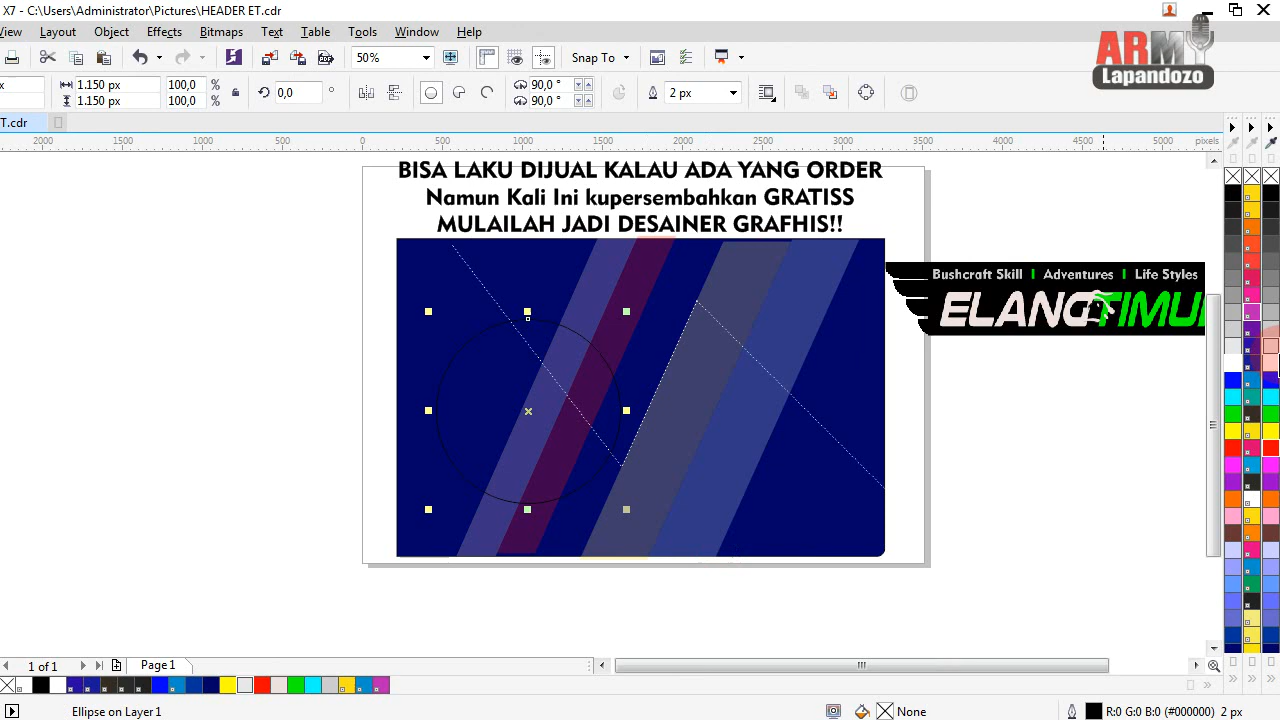 X7 - C:\Users\Administrator\Pictures\HEADER ET.cdr
View Layout Object Effects Bitmaps Text Table Tools Window Help
ARM
Lapandozo
50% Snap To
x 1.150 px 100,0 % 0,0 ° 90,0 ° 2 px
1.150 px 100,0 % 90,0 °
T.cdr
2000 1500 1000 500 0 500 1000 1500 2000 2500 3000 3500 4000 4500 5000 pixels
BISA LAKU DIJUAL KALAU ADA YANG ORDER
Namun Kali Ini kupersembahkan GRATISS
MULAILAH JADI DESAINER GRAFHIS!!
Bushcraft Skill I Adventures I Life Styles
ELANG TIMUR
1 of 1 Page 1
Ellipse on Layer 1 None R:0 G:0 B:0 (#000000) 2 px